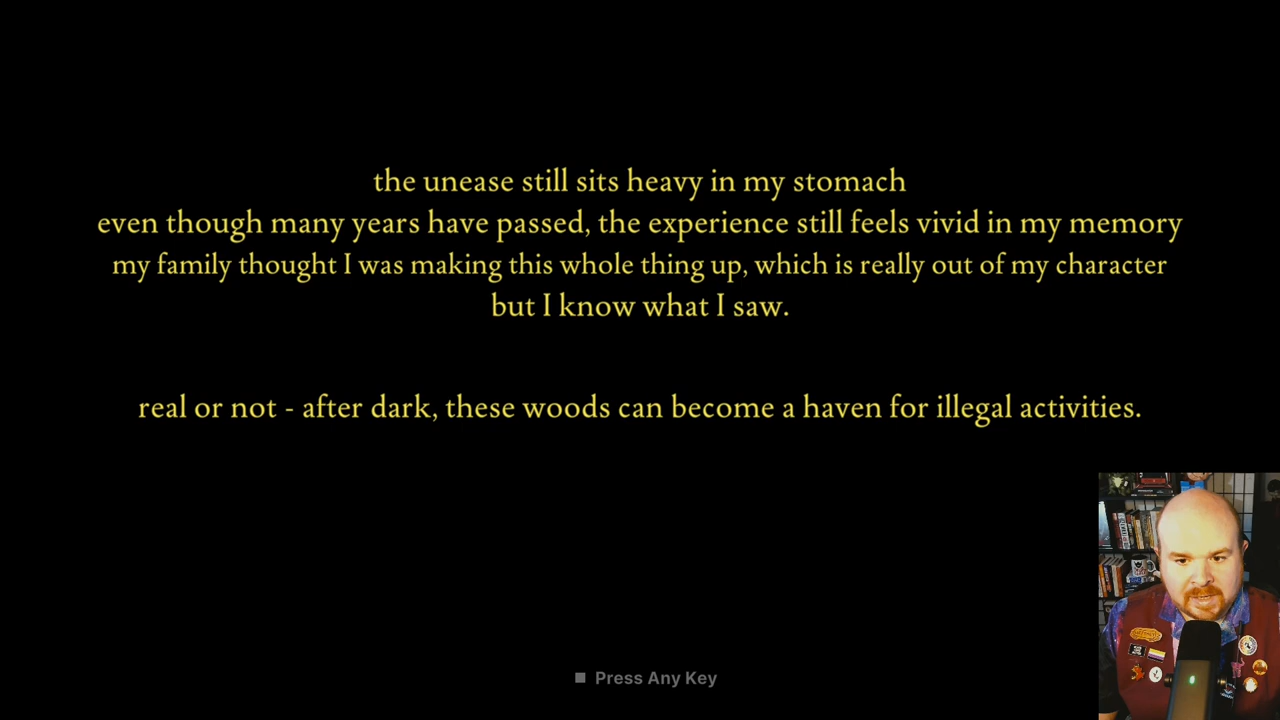 the unease still sits heavy in my stomach
even though many years have passed, the experience still feels vivid in my memory
my family thought I was making this whole thing up, which is really out of my character
but I know what I saw.
real or not - after dark, these woods can become a haven for illegal activities.
Press Any Key